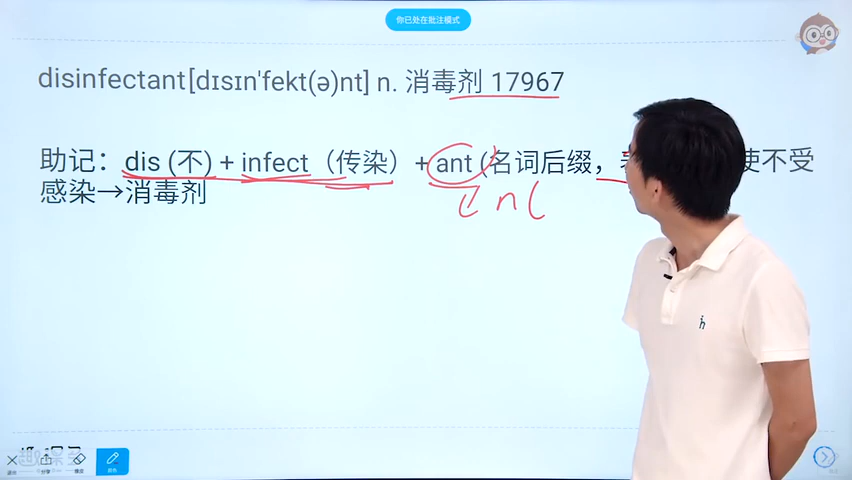 你已处在批注模式
disinfectant[dɪsɪn'fekt(ə)nt] n. 消毒剂 17967
助记：dis (不) + infect（传染）+ ant (名词后缀，使不受
感染→消毒剂
n(